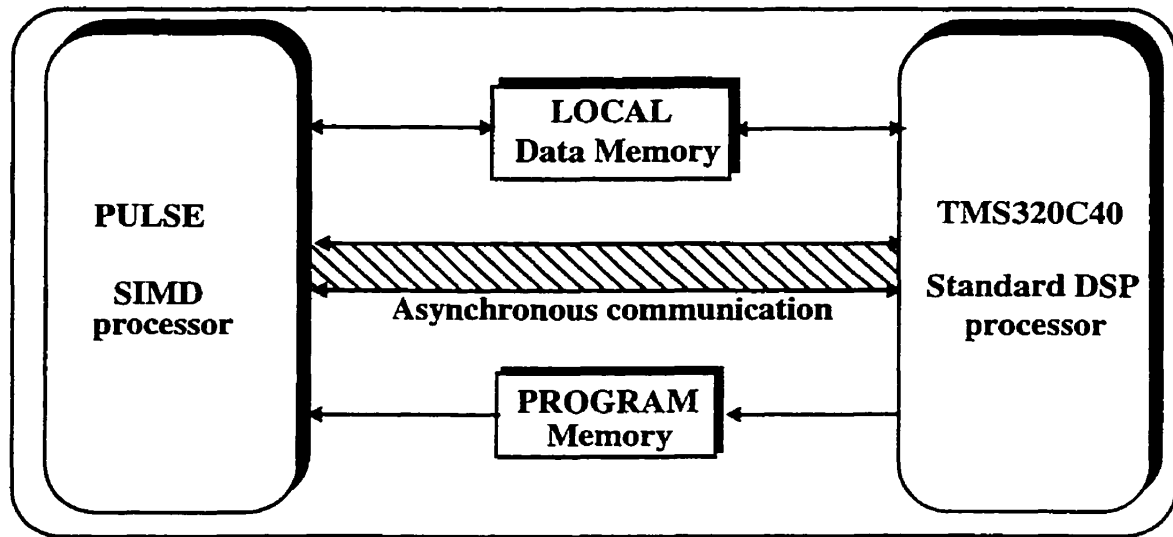 LOCAL
Data Memory
PULSE
SIMD
processor
TMS320C40
Standard DSP
processor
Asynchronous communication
PROGRAM
Memory